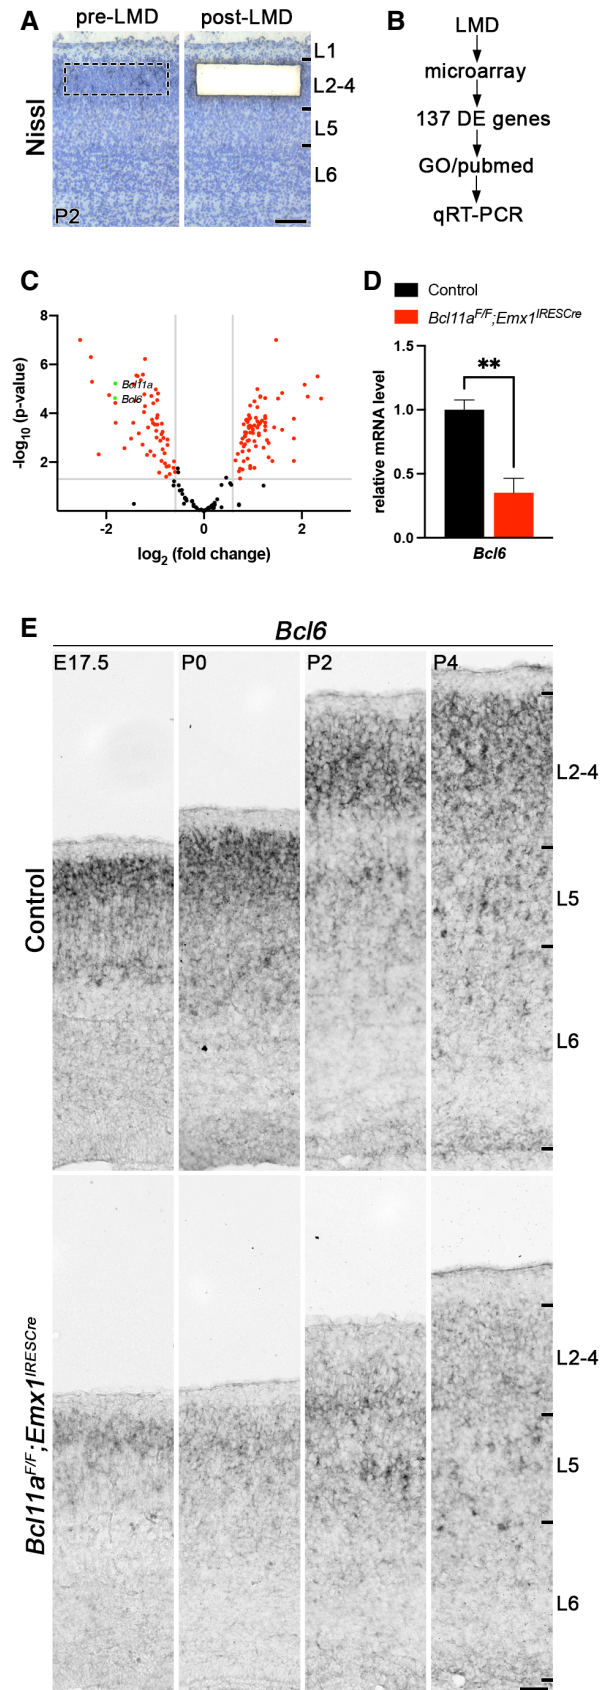 A
pre-LMD
post-LMD
Nissl
L1
L2-4
L5
L6
P2
B
LMD
microarray
137 DE genes
GO/pubmed
qRT-PCR
C
-log10 (p-value)
8
6
4
2
Bcl11a
Bcl6
-2
0
2
log2 (fold change)
D
Control
Bcl11aF/F;Emx1IRESCre
relative mRNA level
1.5
1.0
0.5
0.0
**
Bcl6
E
Bcl6
E17.5
P0
P2
P4
Control
L2-4
L5
L6
Bcl11aF/F;Emx1IRESCre
L2-4
L5
L6